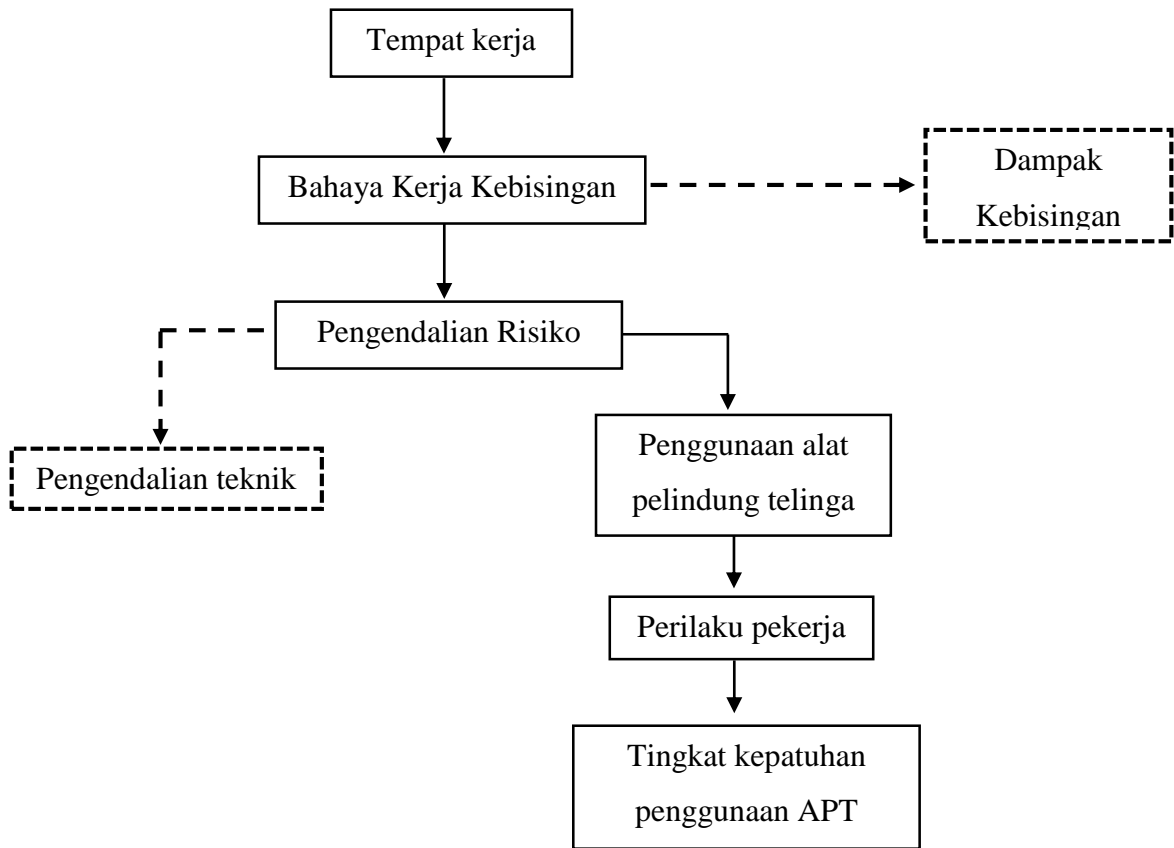 Tempat kerja
Bahaya Kerja Kebisingan
Dampak
Kebisingan
Pengendalian Risiko
Pengendalian teknik
Penggunaan alat
pelindung telinga
Perilaku pekerja
Tingkat kepatuhan
penggunaan APT